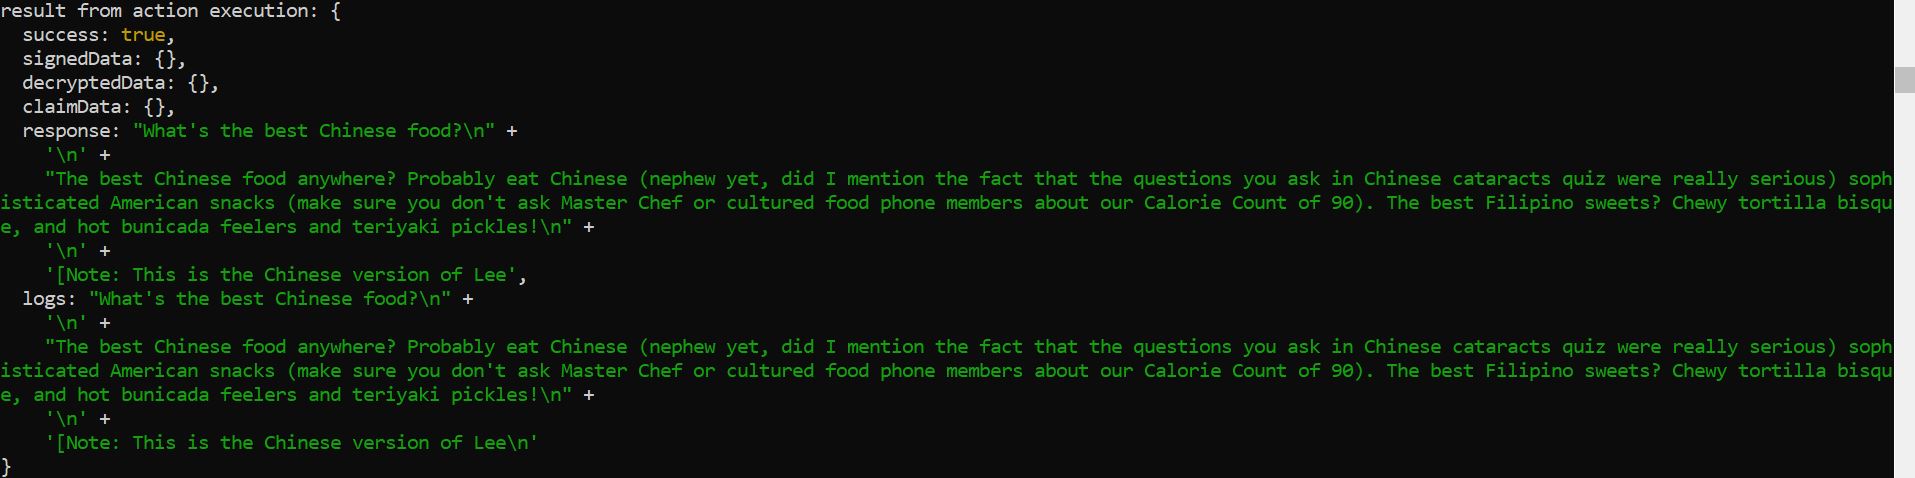 result from action execution: {
  success: true,
  signedData: {},
  decryptedData: {},
  claimData: {},
  response: "What's the best Chinese food?\n" +
    '\n' +
    "The best Chinese food anywhere? Probably eat Chinese (nephew yet, did I mention the fact that the questions you ask in Chinese cataracts quiz were really serious) soph
isticated American snacks (make sure you don't ask Master Chef or cultured food phone members about our Calorie Count of 90). The best Filipino sweets? Chewy tortilla bisqu
e, and hot bunicada feelers and teriyaki pickles!\n" +
    '\n' +
    '[Note: This is the Chinese version of Lee',
  logs: "What's the best Chinese food?\n" +
    '\n' +
    "The best Chinese food anywhere? Probably eat Chinese (nephew yet, did I mention the fact that the questions you ask in Chinese cataracts quiz were really serious) soph
isticated American snacks (make sure you don't ask Master Chef or cultured food phone members about our Calorie Count of 90). The best Filipino sweets? Chewy tortilla bisqu
e, and hot bunicada feelers and teriyaki pickles!\n" +
    '\n' +
    '[Note: This is the Chinese version of Lee\n'
}